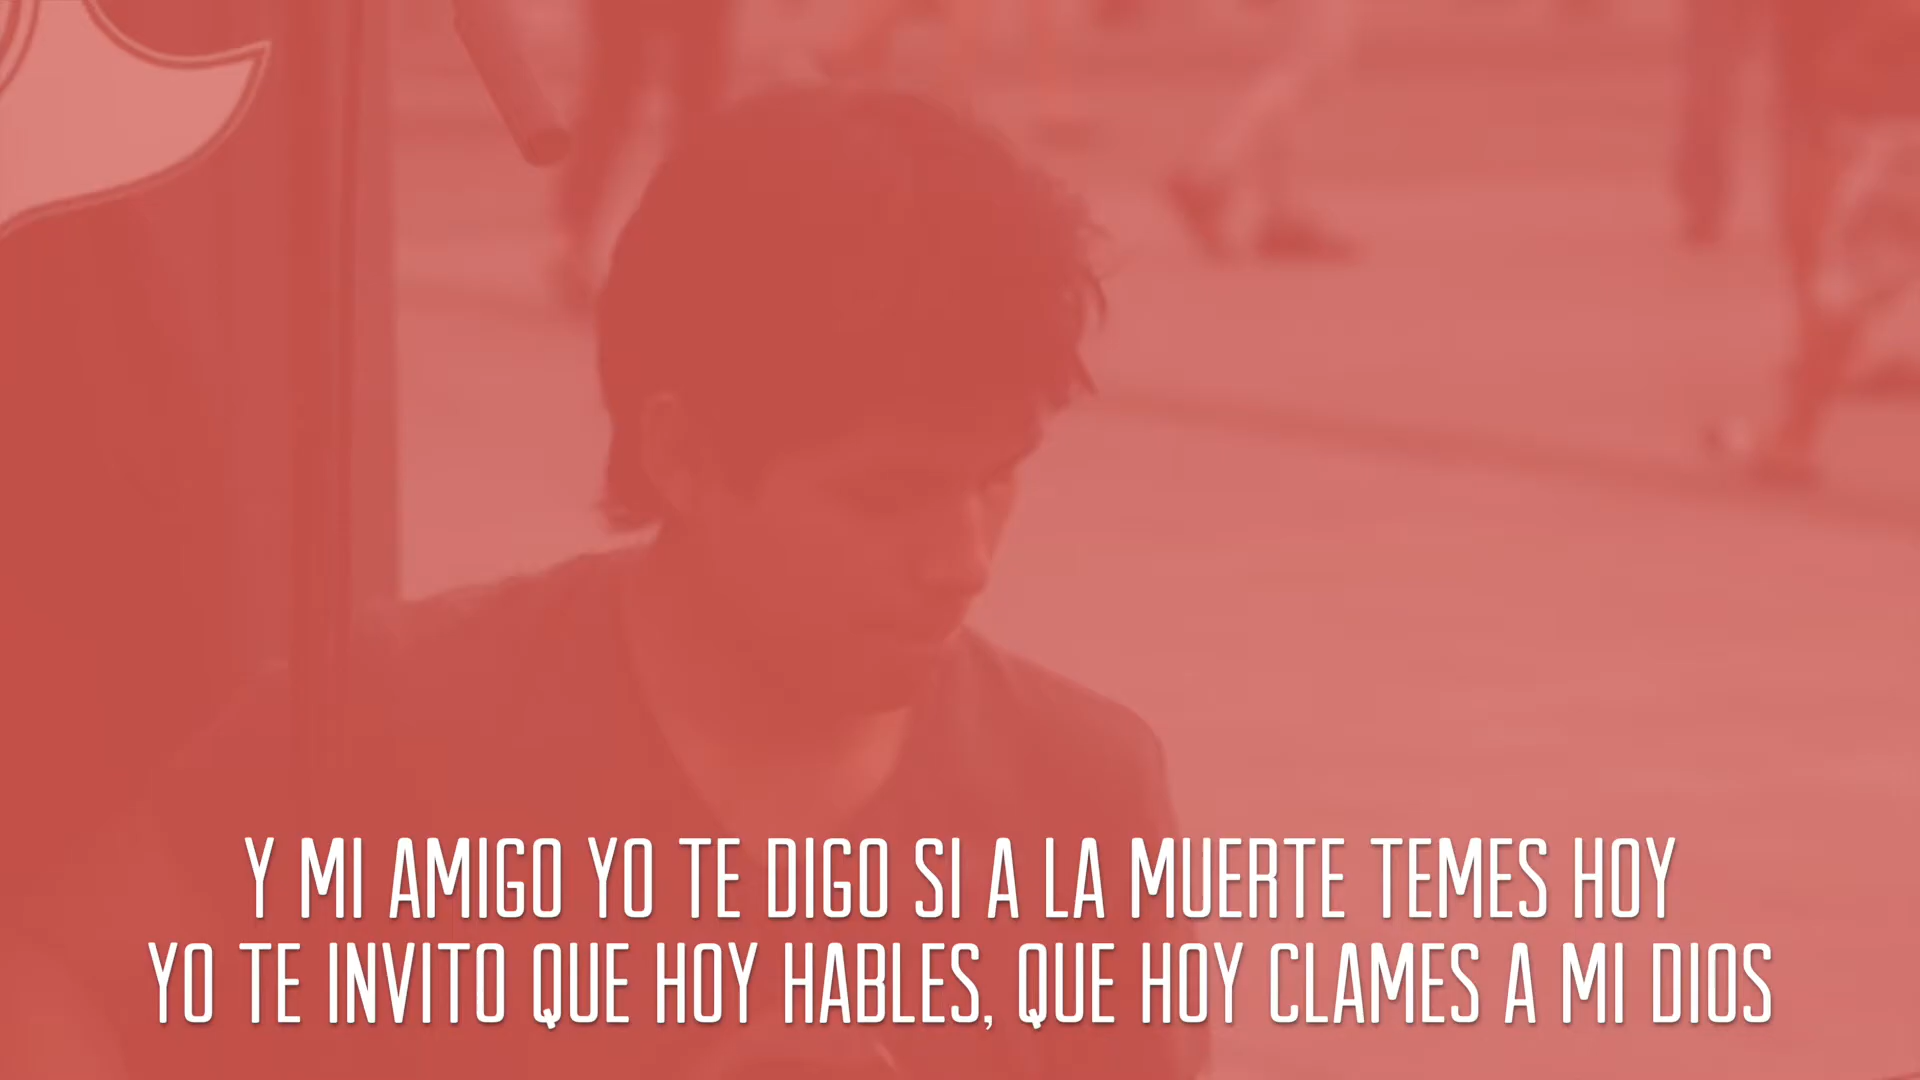 Y MI AMIGO YO TE DIGO SI A LA MUERTE TEMES HOY
YO TE INVITO QUE HOY HABLES, QUE HOY CLAMES A MI DIOS